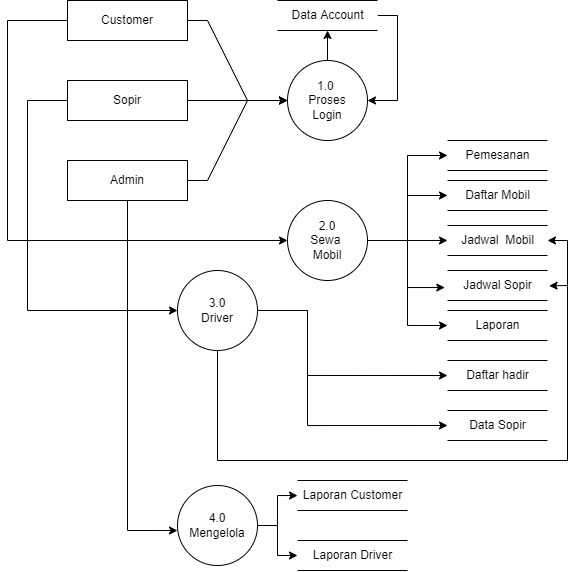 Customer
Data Account
Sopir
1.0
Proses
Login
Admin
Pemesanan
Daftar Mobil
2.0
Sewa
Mobil
Jadwal Mobil
Jadwal Sopir
3.0
Driver
Laporan
Daftar hadir
Data Sopir
4.0
Mengelola
Laporan Customer
Laporan Driver